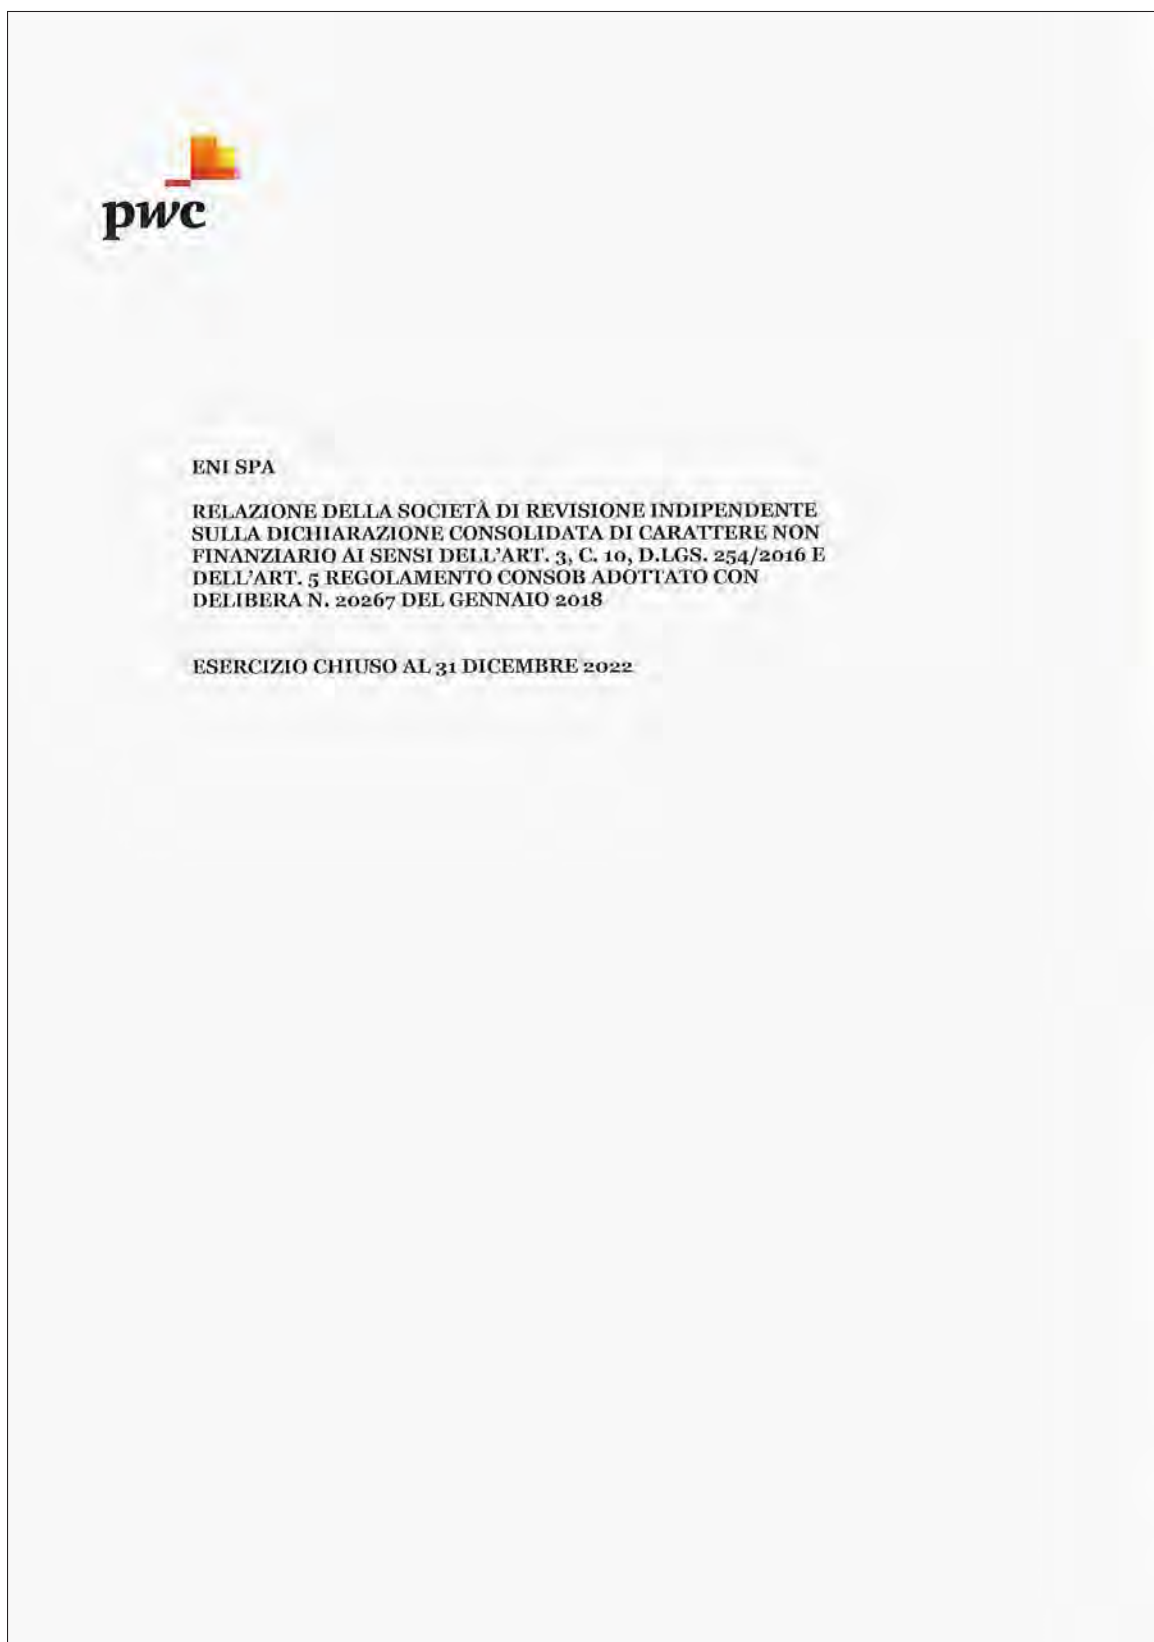 pwc
ENI SPA
RELAZIONE DELLA SOCIETÀ DI REVISIONE INDIPENDENTE
SULLA DICHIARAZIONE CONSOLIDATA DI CARATTERE NON
FINANZIARIO AI SENSI DELL'ART. 3, C. 10, D.LGS. 254/2016 E
DELL'ART. 5 REGOLAMENTO CONSOB ADOTTATO CON
DELIBERA N. 20267 DEL GENNAIO 2018
ESERCIZIO CHIUSO AL 31 DICEMBRE 2022